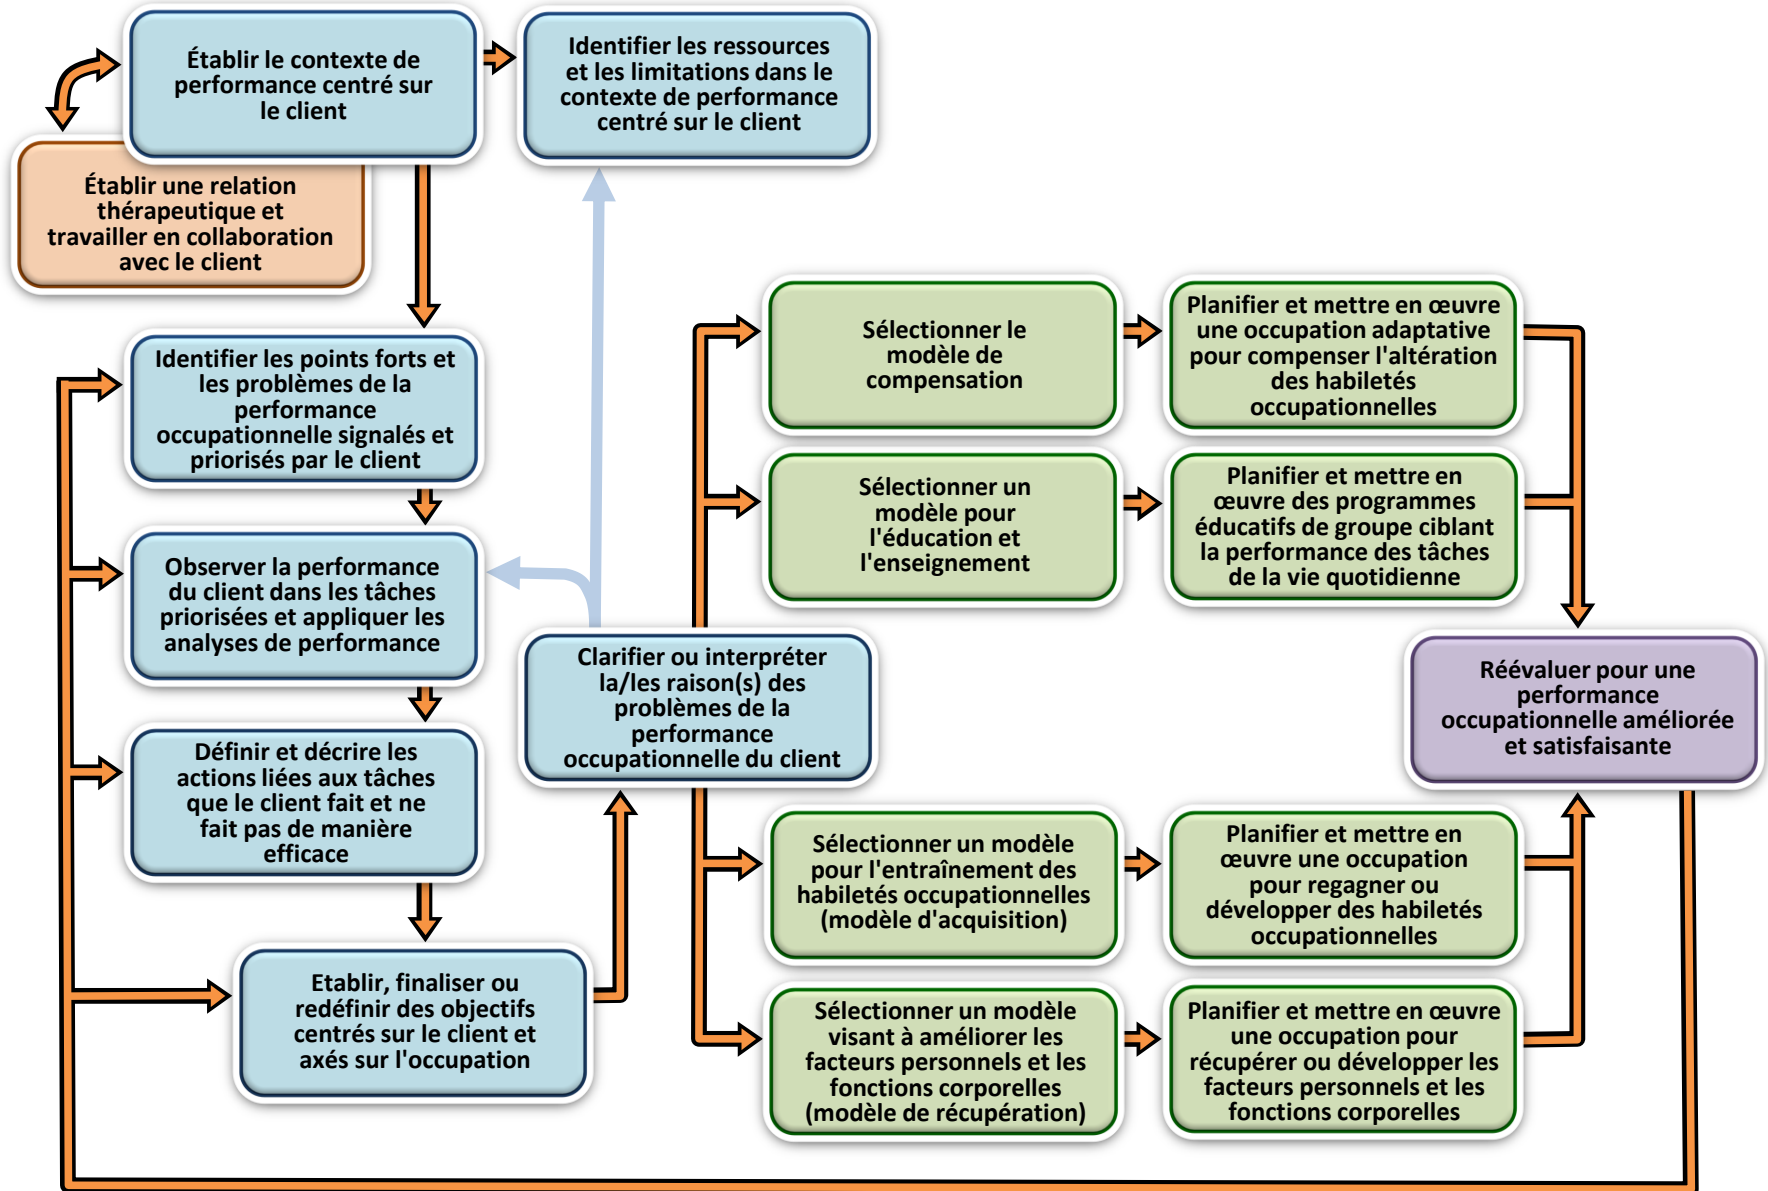 Établir le contexte de
performance centré sur
le client
Identifier les ressources
et les limitations dans le
contexte de performance
centré sur le client
Établir une relation
thérapeutique et
travailler en collaboration
avec le client
Identifier les points forts et
les problèmes de la
performance
occupationnelle signalés et
priorisés par le client
Observer la performance
du client dans les tâches
priorisées et appliquer les
analyses de performance
Définir et décrire les
actions liées aux tâches
que le client fait et ne
fait pas de manière
efficace
Etablir, finaliser ou
redéfinir des objectifs
centrés sur le client et
axés sur l'occupation
Clarifier ou interpréter
la/les raison(s) des
problèmes de la
performance
occupationnelle du client
Sélectionner le
modèle de
compensation
Planifier et mettre en œuvre
une occupation adaptative
pour compenser l'altération
des habiletés
occupationnelles
Sélectionner un
modèle pour
l'éducation et
l'enseignement
Planifier et mettre en
œuvre des programmes
éducatifs de groupe ciblant
la performance des tâches
de la vie quotidienne
Sélectionner un modèle
pour l'entraînement des
habiletés occupationnelles
(modèle d'acquisition)
Planifier et mettre en
œuvre une occupation
pour regagner ou
développer des habiletés
occupationnelles
Sélectionner un modèle
visant à améliorer les
facteurs personnels et les
fonctions corporelles
(modèle de récupération)
Planifier et mettre en œuvre
une occupation pour
récupérer ou développer les
facteurs personnels et les
fonctions corporelles
Réévaluer pour une
performance
occupationnelle améliorée
et satisfaisante